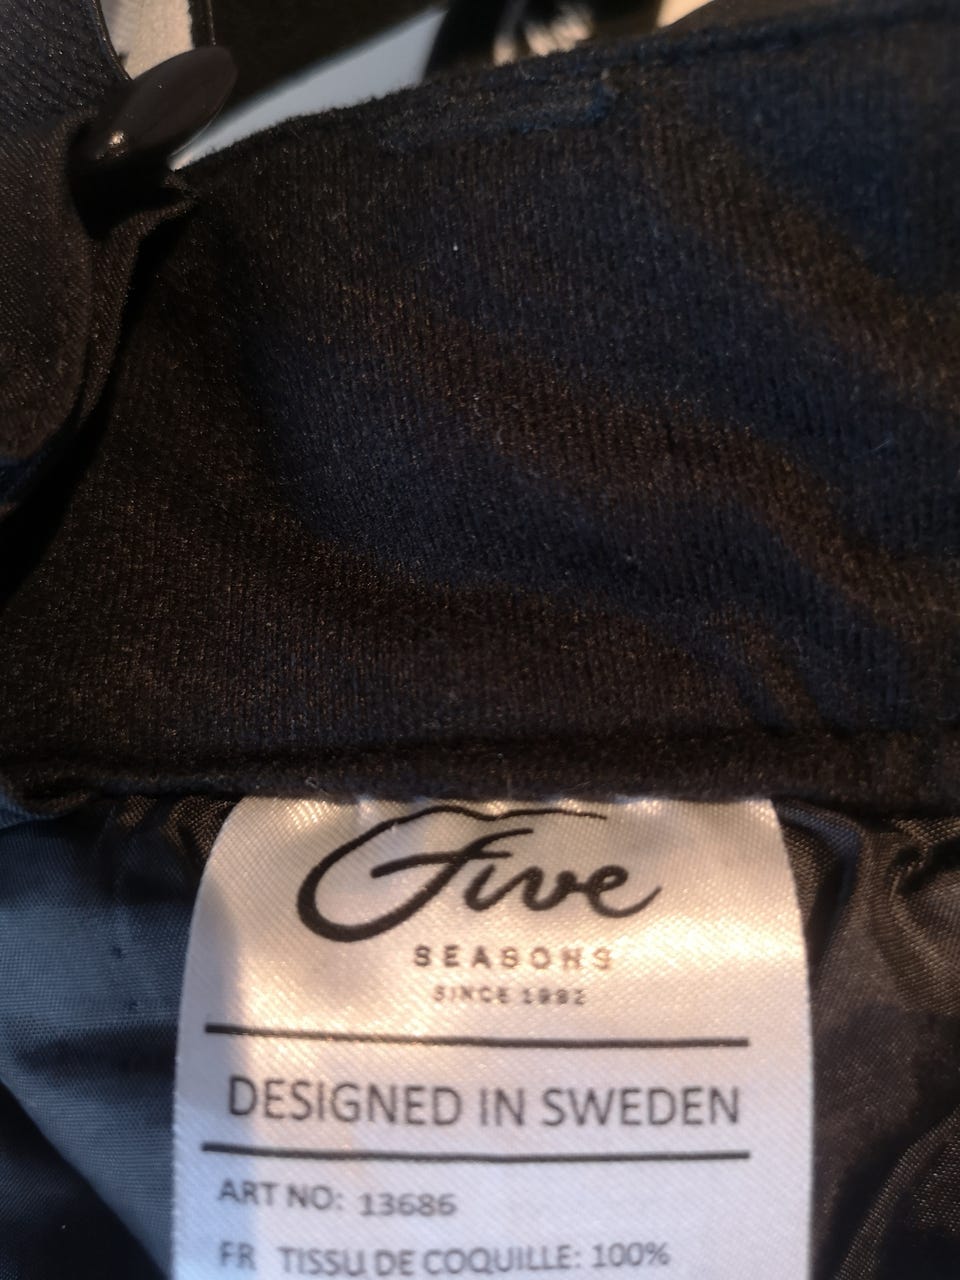 Five
SEASONS
SINCE 1992
DESIGNED IN SWEDEN
ART NO: 13686
FR TISSU DE COQUILLE: 100%